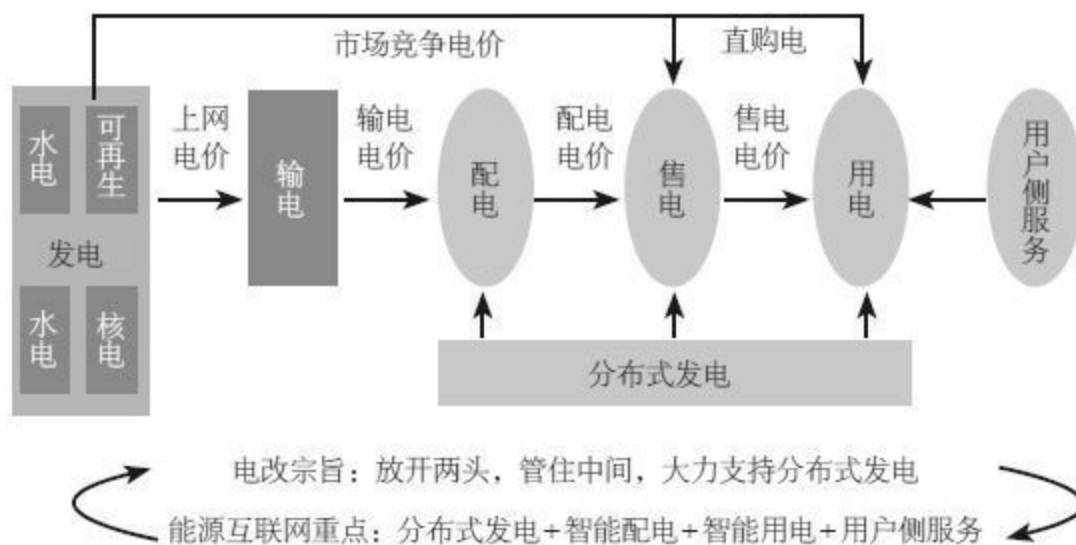 市场竞争电价
直购电
水电
可再生
发电
水电
核电
上网
电价
输电
输电
电价
配电
配电
电价
售电
售电
电价
用电
用户侧服务
分布式发电
电改宗旨：放开两头，管住中间，大力支持分布式发电
能源互联网重点：分布式发电+智能配电+智能用电+用户侧服务